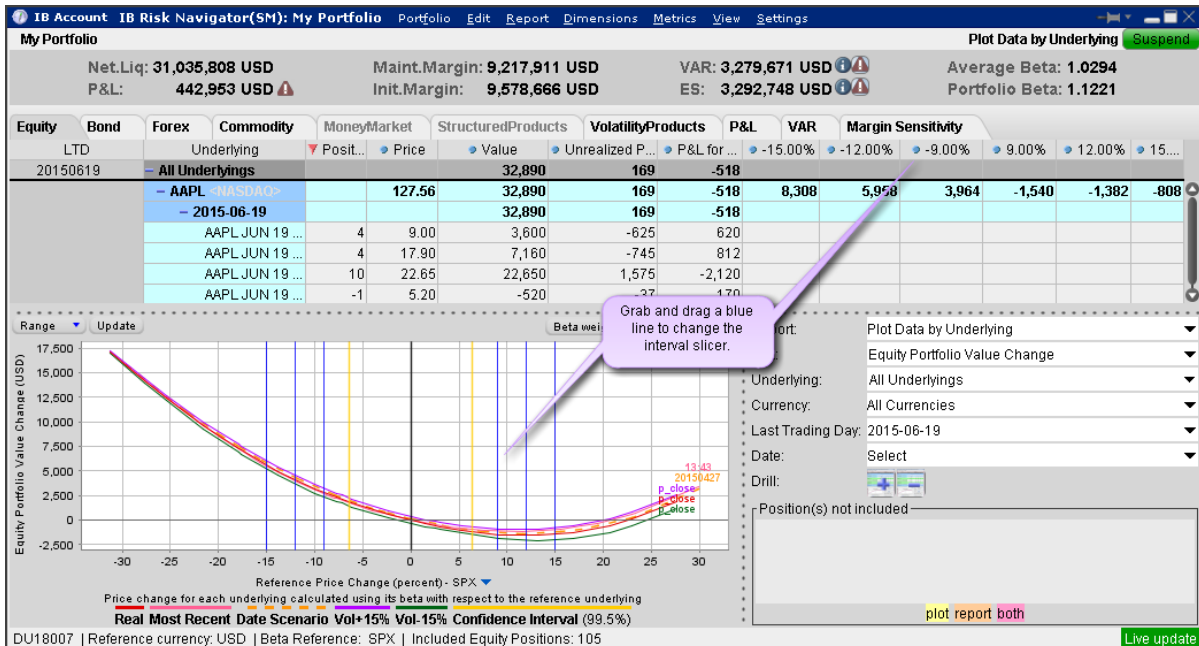 IB Account IB Risk Navigator(SM): My Portfolio Portfolio Edit Report Dimensions Metrics View Settings
My Portfolio Plot Data by Underlying Suspend
Net.Liq: 31,035,808 USD Maint.Margin: 9,217,911 USD VAR: 3,279,671 USD Average Beta: 1.0294
P&L: 442,953 USD Init.Margin: 9,578,666 USD ES: 3,292,748 USD Portfolio Beta: 1.1221
Equity Bond Forex Commodity MoneyMarket StructuredProducts VolatilityProducts P&L VAR Margin Sensitivity
LTD Underlying Posit... Price Value Unrealized P... P&L for .... -15.00% -12.00% -9.00% 9.00% 12.00% 15....
20150619 – All Underlyings 32,890 169 -518
– AAPL <NASDAQ> 127.56 32,890 169 -518 8,308 5,958 3,964 -1,540 -1,382 -808
– 2015-06-19 32,890 169 -518
AAPL JUN 19 ... 4 9.00 3,600 -625 620
AAPL JUN 19 ... 4 17.90 7,160 -745 812
AAPL JUN 19 ... 10 22.65 22,650 1,575 -2,120
AAPL JUN 19 ... -1 5.20 -520 -37 170
Grab and drag a blue
line to change the
interval slicer.
Range Update
Plot Data by Underlying
Equity Portfolio Value Change
Underlying: All Underlyings
Currency: All Currencies
Last Trading Day: 2015-06-19
Date: Select
Drill:
Position(s) not included
plot report both
Equity Portfolio Value Change (USD)
17,500
15,000
12,500
10,000
7,500
5,000
2,500
0
-2,500
13:43
20150427
p_close
p_close
p_close
-30 -25 -20 -15 -10 -5 0 5 10 15 20 25 30
Reference Price Change (percent) - SPX
Price change for each underlying calculated using its beta with respect to the reference underlying
Real Most Recent Date Scenario Vol+15% Vol-15% Confidence Interval (99.5%)
DU18007 | Reference currency: USD | Beta Reference: SPX | Included Equity Positions: 105 Live update